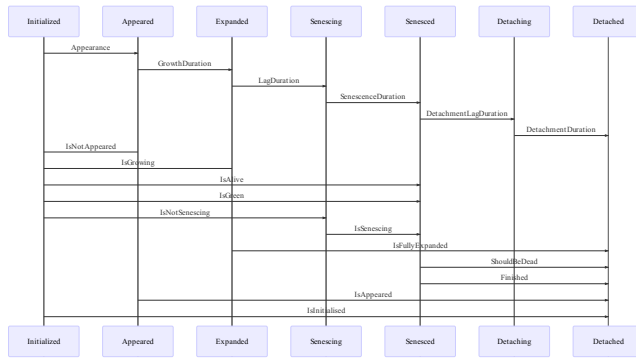 Initialized Appeared Expanded Senescing Senesced Detaching Detached
Appearance
GrowthDuration
LagDuration
SenescenceDuration
DetachmentLagDuration
DetachmentDuration
IsNotAppeared
IsGrowing
IsAlive
IsGreen
IsNotSenescing
IsSenescing
IsFullyExpanded
ShouldBeDead
Finished
IsAppeared
IsInitialised
Initialized Appeared Expanded Senescing Senesced Detaching Detached